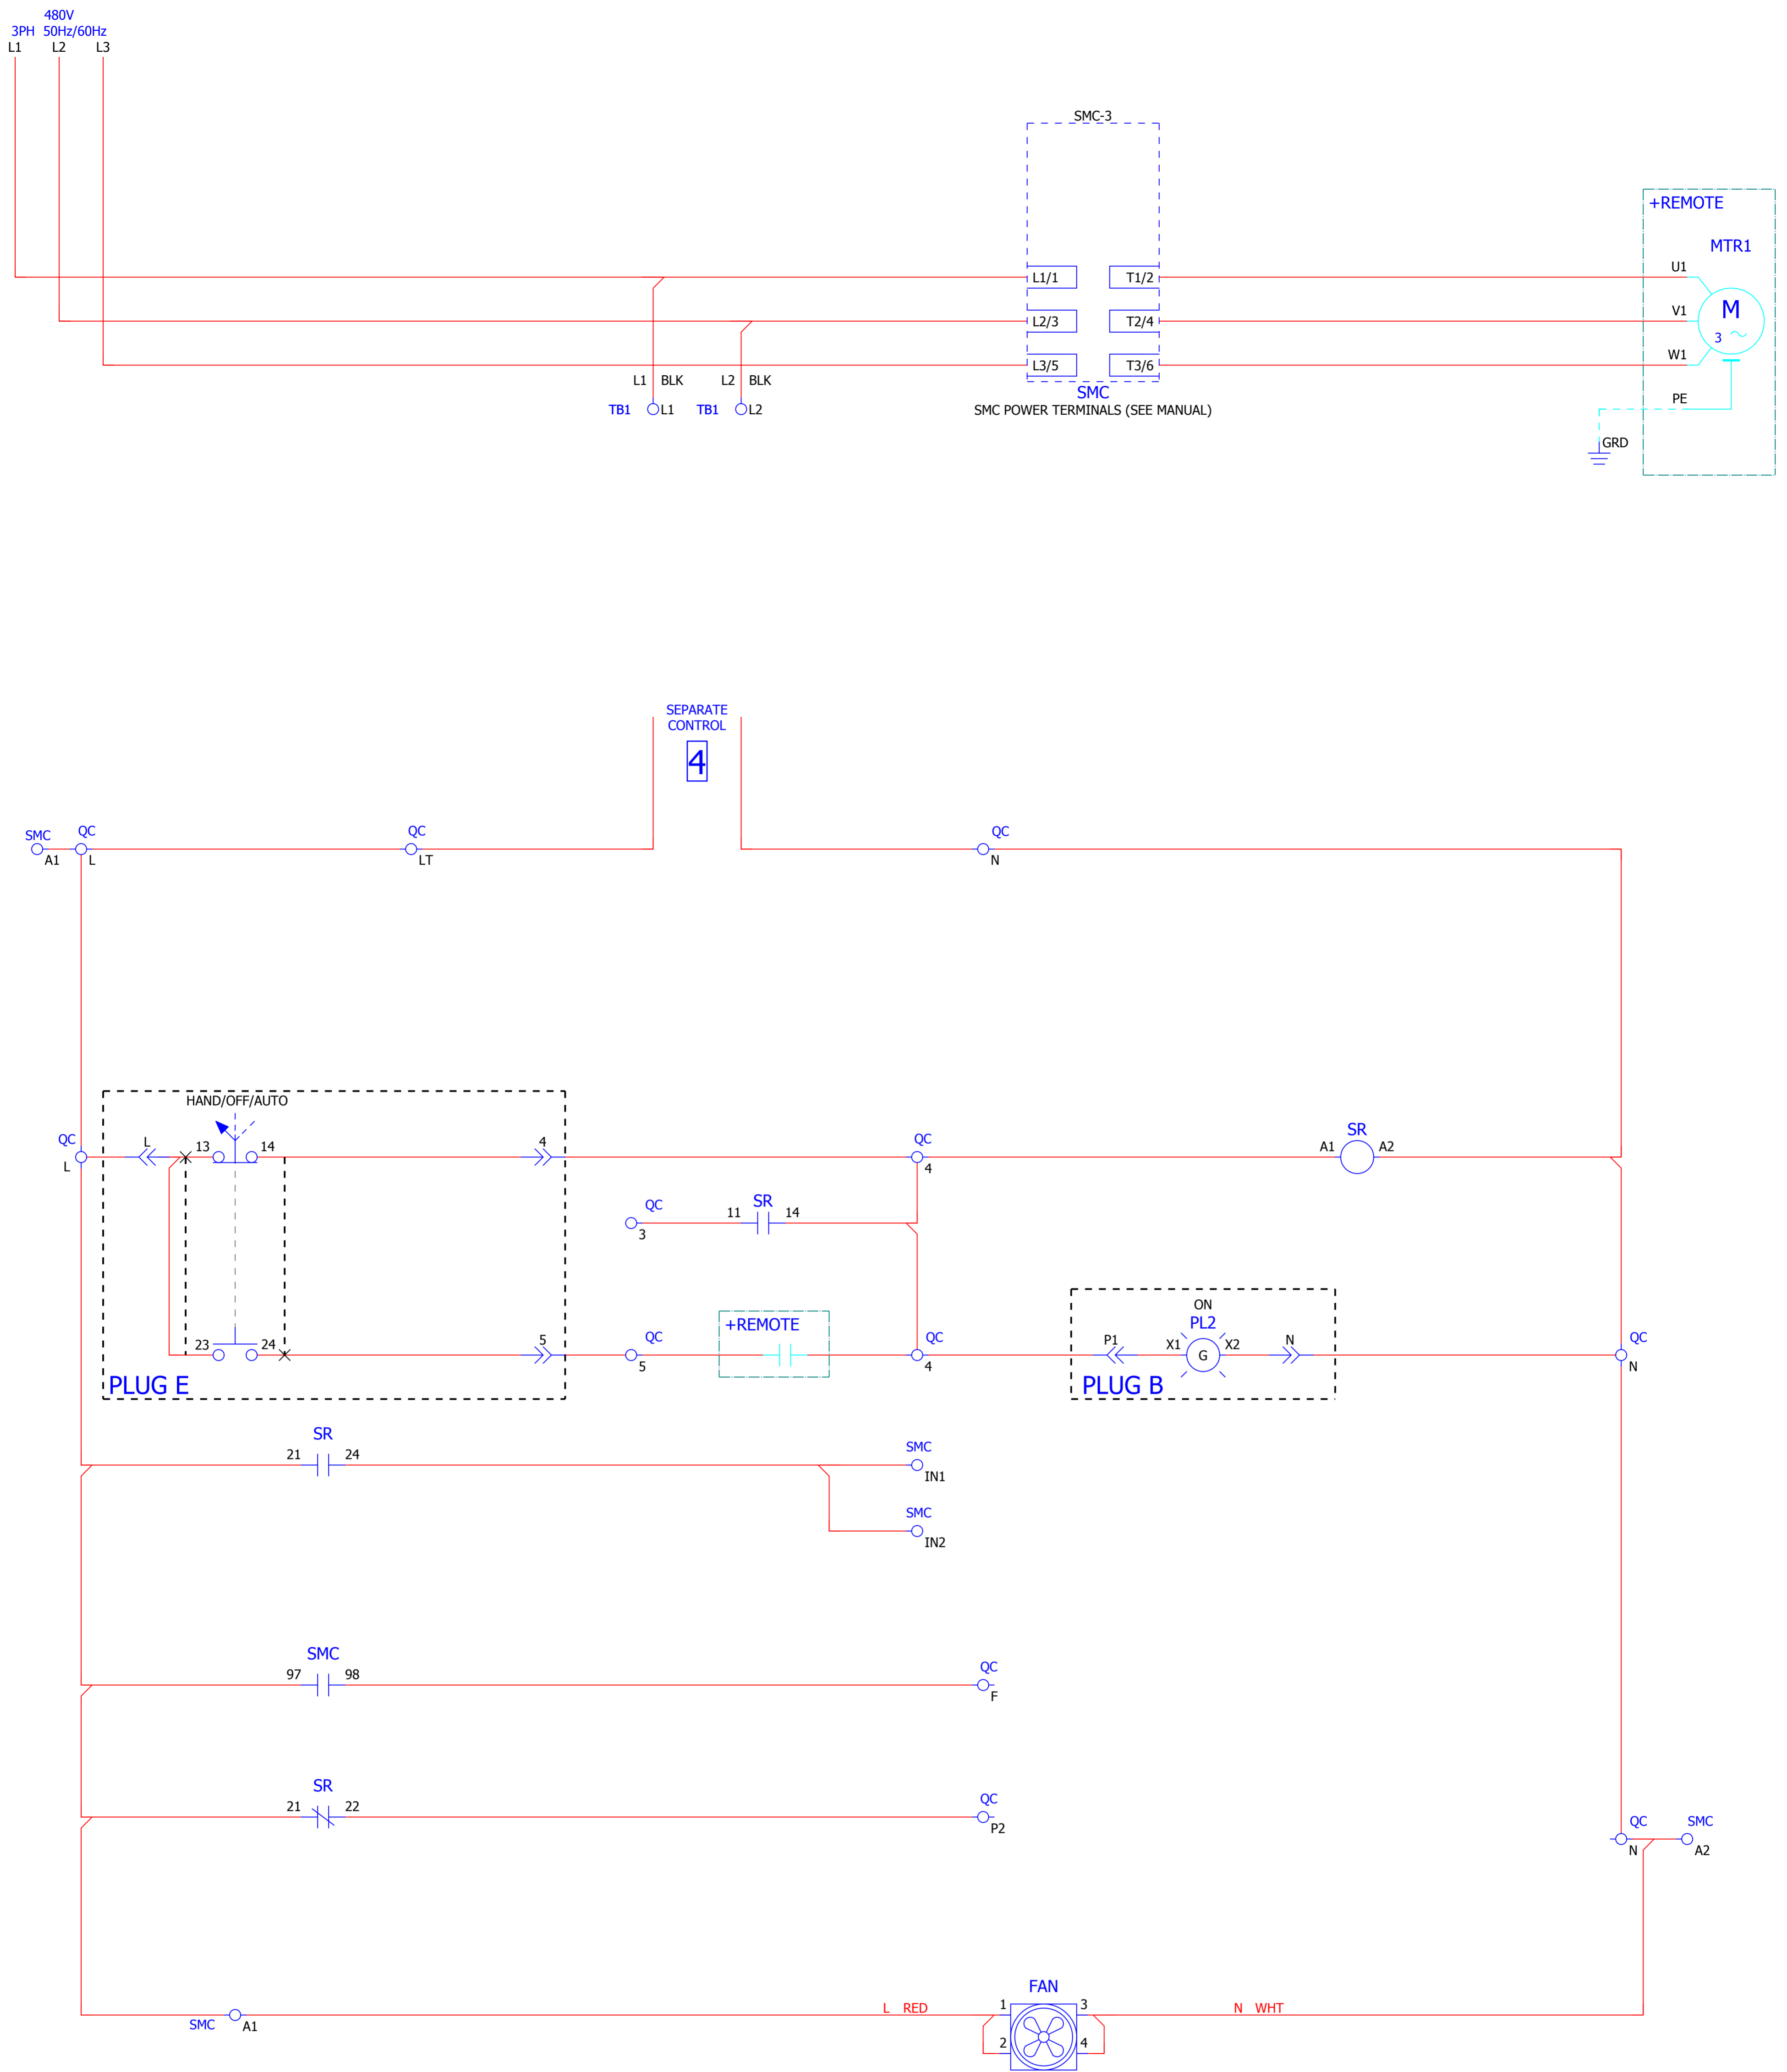 480V
3PH 50Hz/60Hz
L1 L2 L3
SMC-3
+REMOTE
MTR1
L1/1 T1/2 U1
L2/3 T2/4 V1 M
3
L3/5 T3/6 W1
L1 BLK L2 BLK
SMC
TB1 L1 TB1 L2
SMC POWER TERMINALS (SEE MANUAL)
PE
GRD
SEPARATE
CONTROL
4
SMC QC QC QC
A1 L LT N
HAND/OFF/AUTO
QC L 13 14 4 QC A1 SR A2
L 4
QC 11 SR 14
3
+REMOTE
ON
PL2
23 24 5 QC QC P1 X1 G X2 N QC
5 4 N
PLUG E PLUG B
SR
21 24 SMC
IN1
SMC
IN2
SMC
97 98 QC
F
SR
21 22 QC
P2
QC SMC
N A2
FAN
L RED 1 3 N WHT
SMC A1
2 4